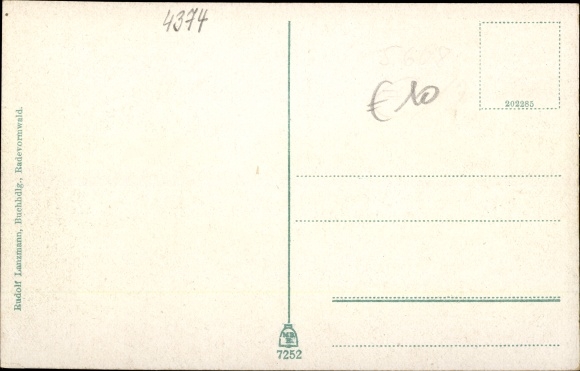 4374
€ 10
202285
Rudolf Lanzmann, Buchhdlg., Radevormwald.
7252